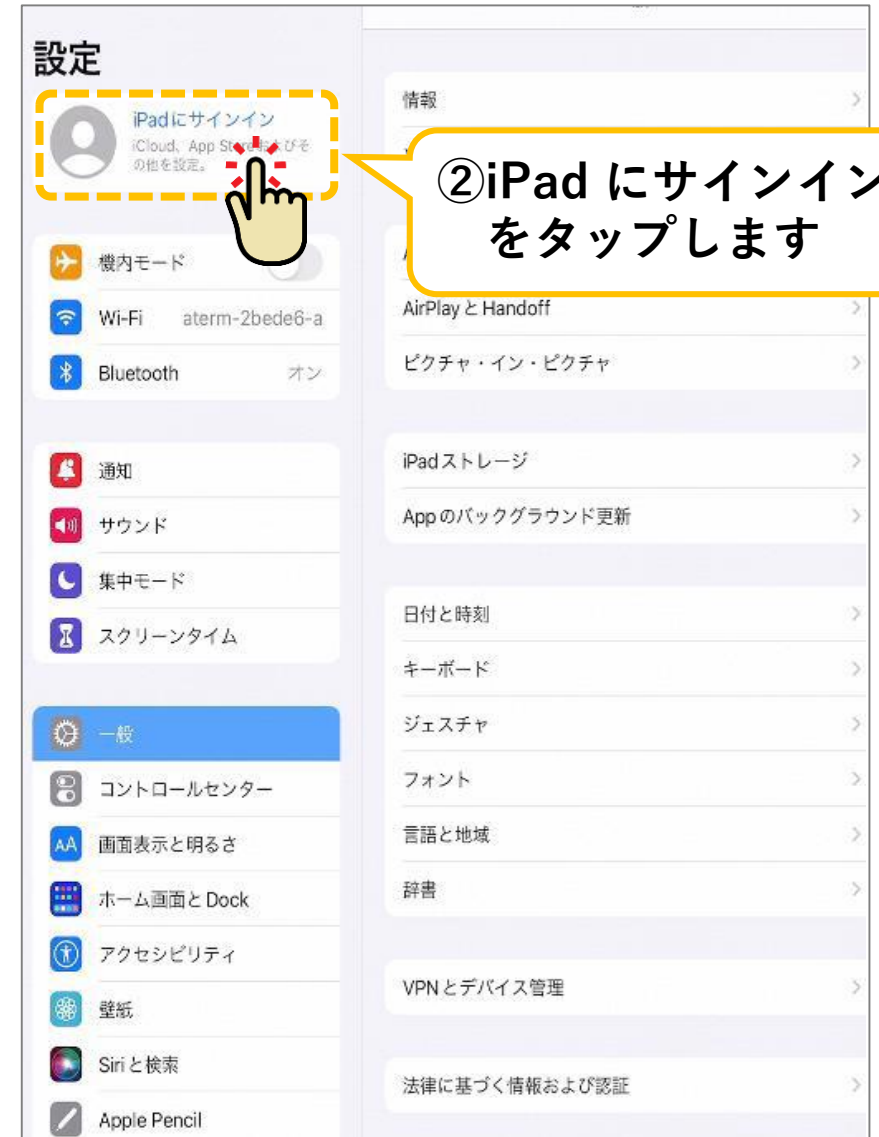 設定
iPadにサインイン
iCloud、App Storeおよびそ
の他を設定。
機内モード
Wi-Fi aterm-2bede6-a
Bluetooth オン
通知
サウンド
集中モード
スクリーンタイム
一般
コントロールセンター
画面表示と明るさ
ホーム画面とDock
アクセシビリティ
壁紙
Siriと検索
Apple Pencil
情報
②iPad にサインイン
をタップします
AirPlayとHandoff
ピクチャ・イン・ピクチャ
iPadストレージ
Appのバックグラウンド更新
日付と時刻
キーボード
ジェスチャ
フォント
言語と地域
辞書
VPNとデバイス管理
法律に基づく情報および認証